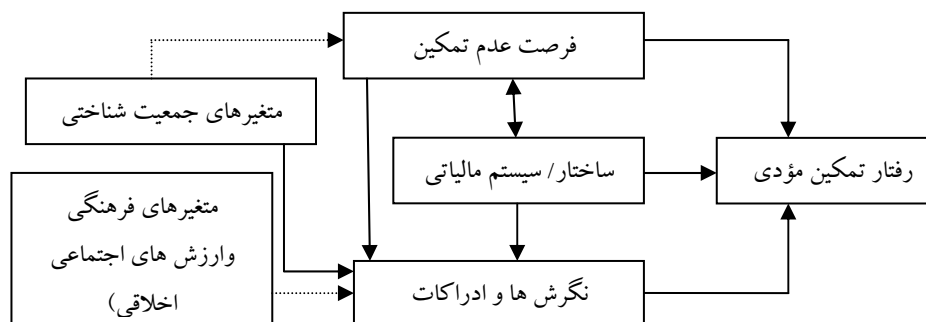 فرصت عدم تمکین
متغیرهای جمعیت شناختی
ساختار/ سیستم مالیاتی
رفتار تمکین مؤدی
متغیرهای فرهنگی
وارزش های اجتماعی
اخلاقی)
نگرش ها و ادراکات